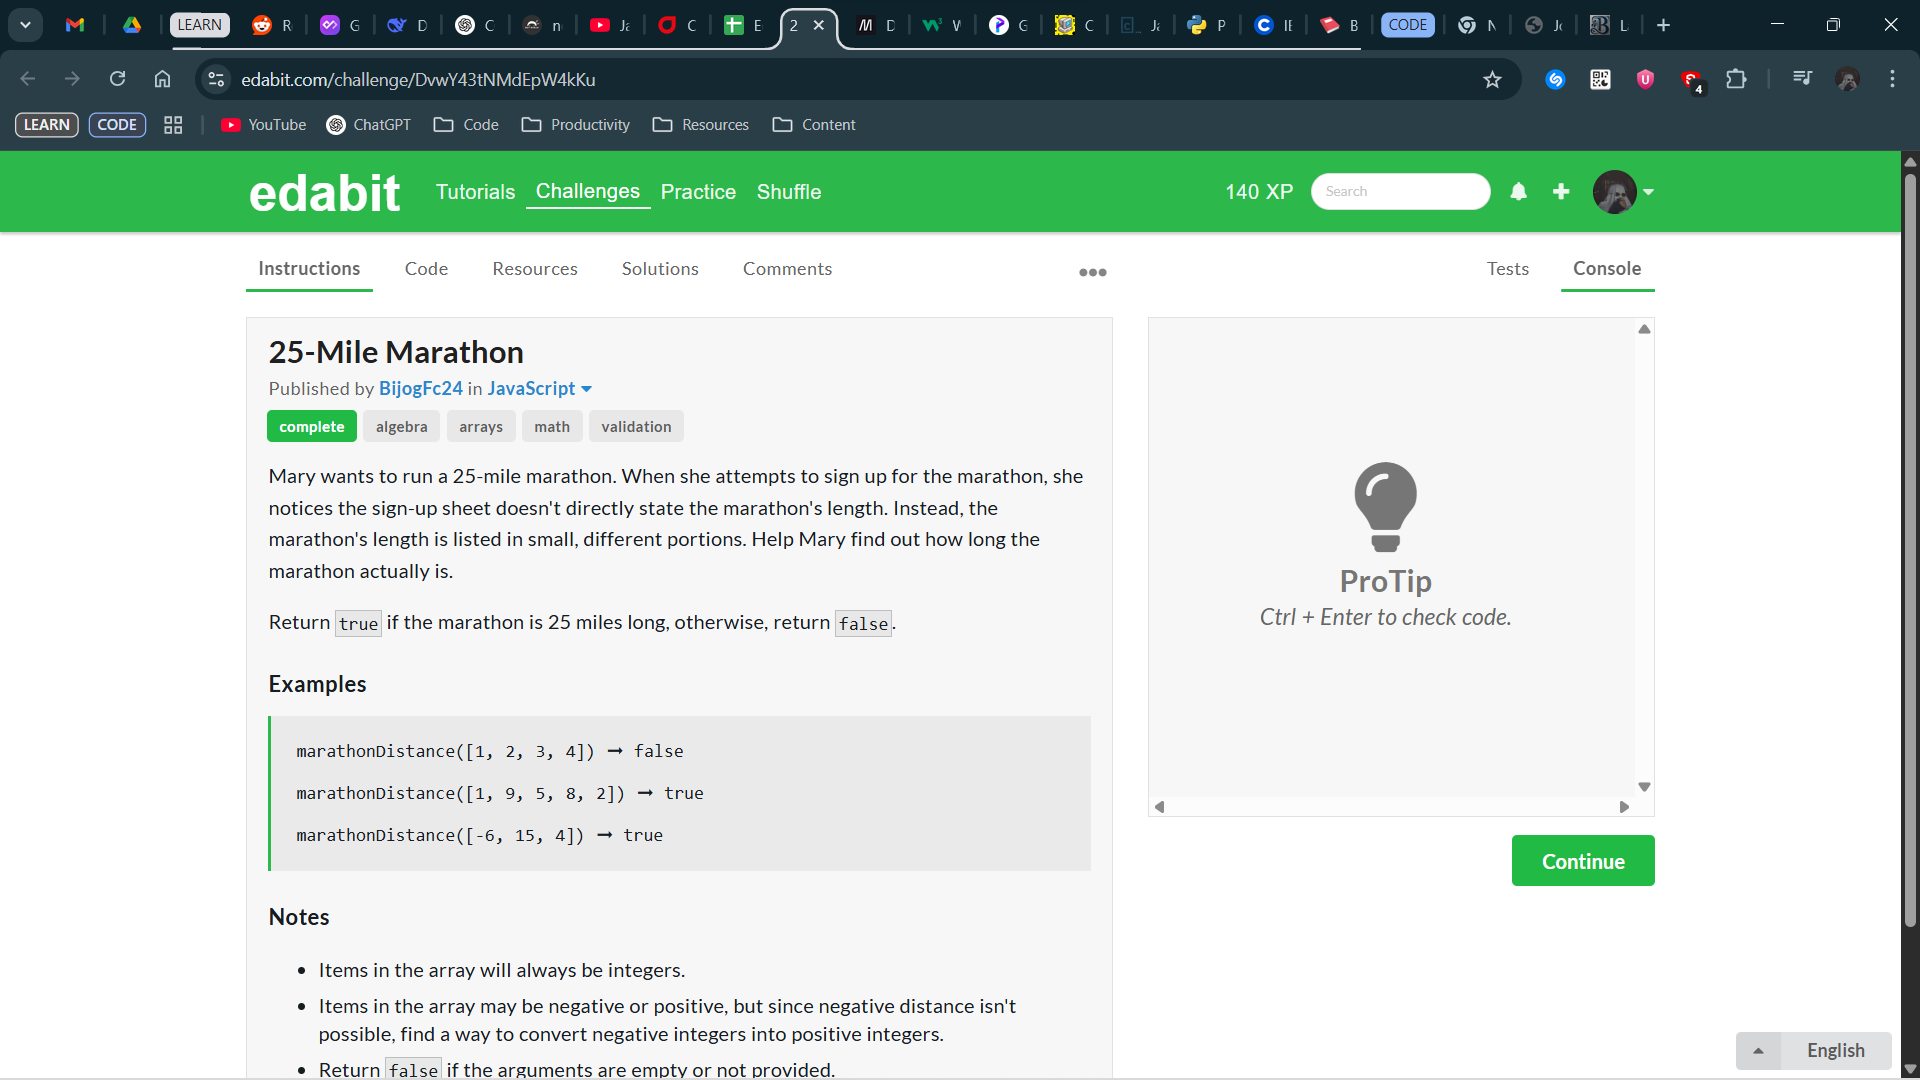 LEARN
CODE
edabit.com/challenge/DvwY43tNMdEpW4kKu
4
LEARN CODE YouTube ChatGPT Code Productivity Resources Content
edabit Tutorials Challenges Practice Shuffle 140 XP Search
Instructions Code Resources Solutions Comments Tests Console
25-Mile Marathon
Published by BijogFc24 in JavaScript
complete algebra arrays math validation
Mary wants to run a 25-mile marathon. When she attempts to sign up for the marathon, she
notices the sign-up sheet doesn't directly state the marathon's length. Instead, the
marathon's length is listed in small, different portions. Help Mary find out how long the
marathon actually is.
Return true if the marathon is 25 miles long, otherwise, return false.
Examples
marathonDistance([1, 2, 3, 4]) ➞ false
marathonDistance([1, 9, 5, 8, 2]) ➞ true
marathonDistance([-6, 15, 4]) ➞ true
Notes
• Items in the array will always be integers.
• Items in the array may be negative or positive, but since negative distance isn't
possible, find a way to convert negative integers into positive integers.
• Return false if the arguments are empty or not provided.
ProTip
Ctrl + Enter to check code.
Continue
English